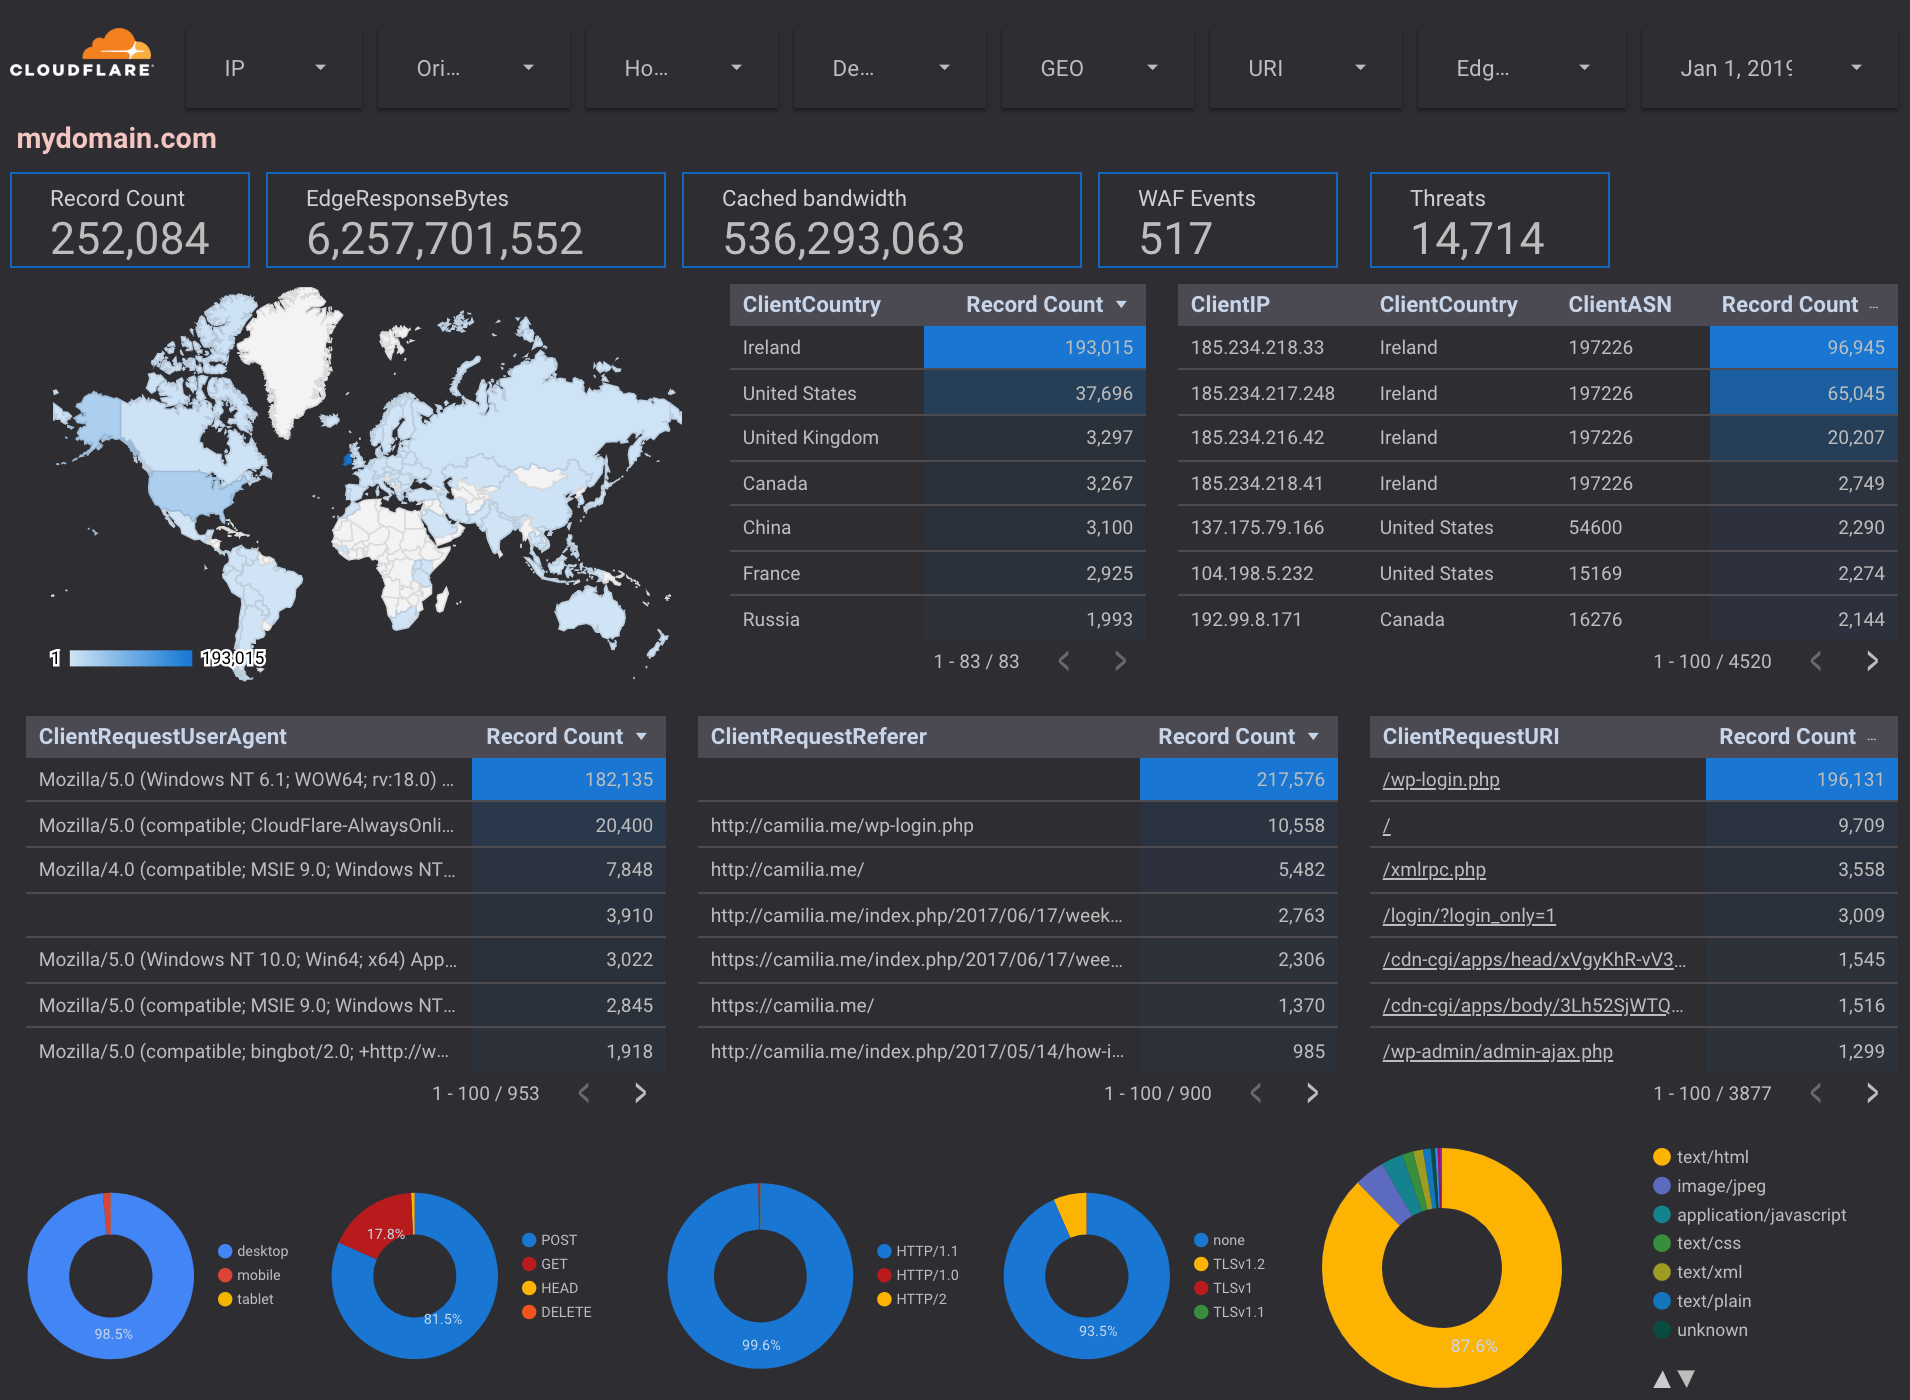 CLOUDFLARE
IP
Ori...
Ho...
De...
GEO
URI
Edg...
Jan 1, 2019
mydomain.com
Record Count
252,084
EdgeResponseBytes
6,257,701,552
Cached bandwidth
536,293,063
WAF Events
517
Threats
14,714
1 193,015
ClientCountry Record Count
Ireland 193,015
United States 37,696
United Kingdom 3,297
Canada 3,267
China 3,100
France 2,925
Russia 1,993
1 - 83 / 83
ClientIP ClientCountry ClientASN Record Count ...
185.234.218.33 Ireland 197226 96,945
185.234.217.248 Ireland 197226 65,045
185.234.216.42 Ireland 197226 20,207
185.234.218.41 Ireland 197226 2,749
137.175.79.166 United States 54600 2,290
104.198.5.232 United States 15169 2,274
192.99.8.171 Canada 16276 2,144
1 - 100 / 4520
ClientRequestUserAgent Record Count
Mozilla/5.0 (Windows NT 6.1; WOW64; rv:18.0) ... 182,135
Mozilla/5.0 (compatible; CloudFlare-AlwaysOnli... 20,400
Mozilla/4.0 (compatible; MSIE 9.0; Windows NT... 7,848
3,910
Mozilla/5.0 (Windows NT 10.0; Win64; x64) App... 3,022
Mozilla/5.0 (compatible; MSIE 9.0; Windows NT... 2,845
Mozilla/5.0 (compatible; bingbot/2.0; +http://w... 1,918
1 - 100 / 953
ClientRequestReferer Record Count
217,576
http://camilia.me/wp-login.php 10,558
http://camilia.me/ 5,482
http://camilia.me/index.php/2017/06/17/week... 2,763
https://camilia.me/index.php/2017/06/17/wee... 2,306
https://camilia.me/ 1,370
http://camilia.me/index.php/2017/05/14/how-i... 985
1 - 100 / 900
ClientRequestURI Record Count ...
/wp-login.php 196,131
/ 9,709
/xmlrpc.php 3,558
/login/?login_only=1 3,009
/cdn-cgi/apps/head/xVgyKhR-vV3... 1,545
/cdn-cgi/apps/body/3Lh52SjWTQ... 1,516
/wp-admin/admin-ajax.php 1,299
1 - 100 / 3877
98.5%
desktop
mobile
tablet
17.8%
81.5%
POST
GET
HEAD
DELETE
99.6%
HTTP/1.1
HTTP/1.0
HTTP/2
93.5%
none
TLSv1.2
TLSv1
TLSv1.1
87.6%
text/html
image/jpeg
application/javascript
text/css
text/xml
text/plain
unknown